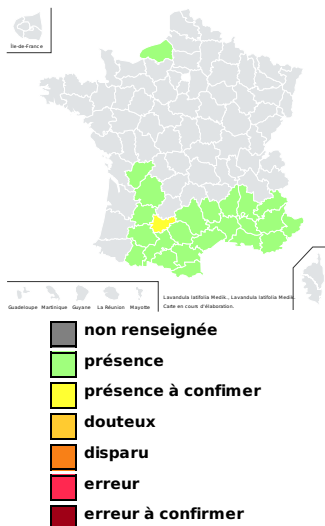 Île-de-France
Guadeloupe Martinique Guyane La Réunion Mayotte
Lavandula latifolia Medik., Lavandula latifolia Medik.
Carte en cours d'élaboration.
non renseignée
présence
présence à confimer
douteux
disparu
erreur
erreur à confirmer